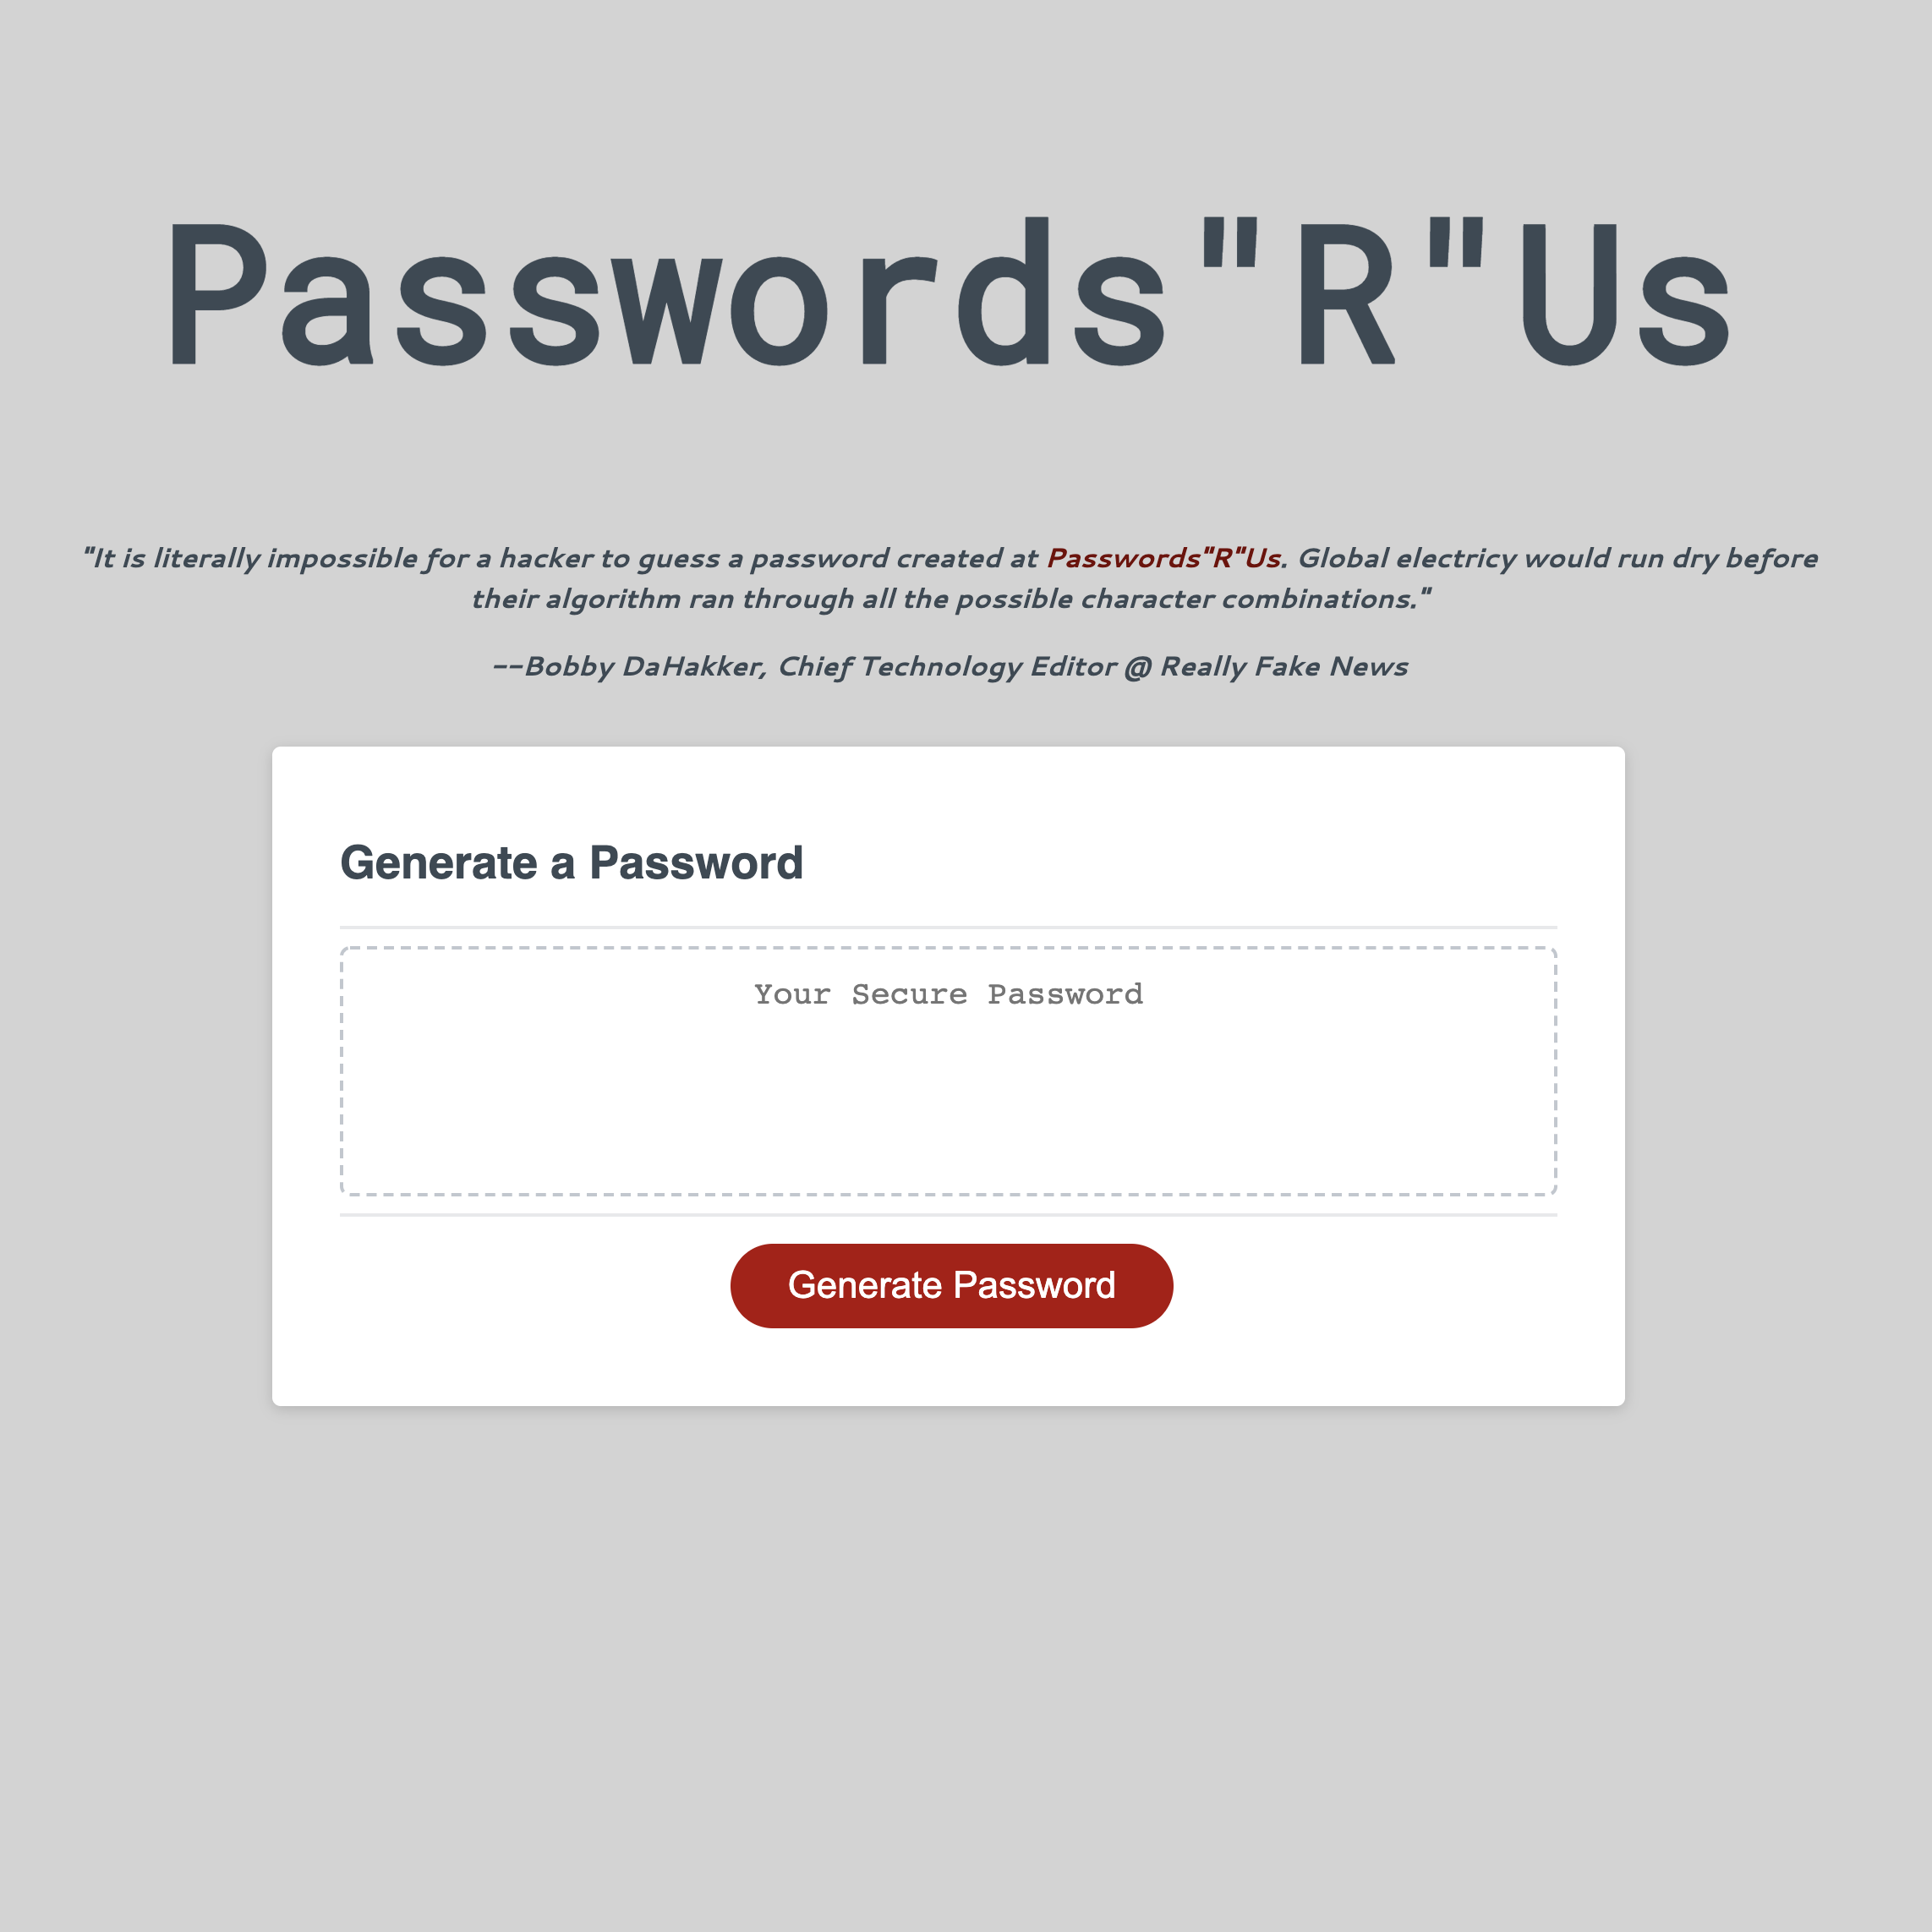 Passwords"R"Us
"It is literally impossible for a hacker to guess a password created at Passwords"R"Us. Global electricy would run dry before
their algorithm ran through all the possible character combinations."
--Bobby DaHakker, Chief Technology Editor @ Really Fake News
Generate a Password
Your Secure Password
Generate Password